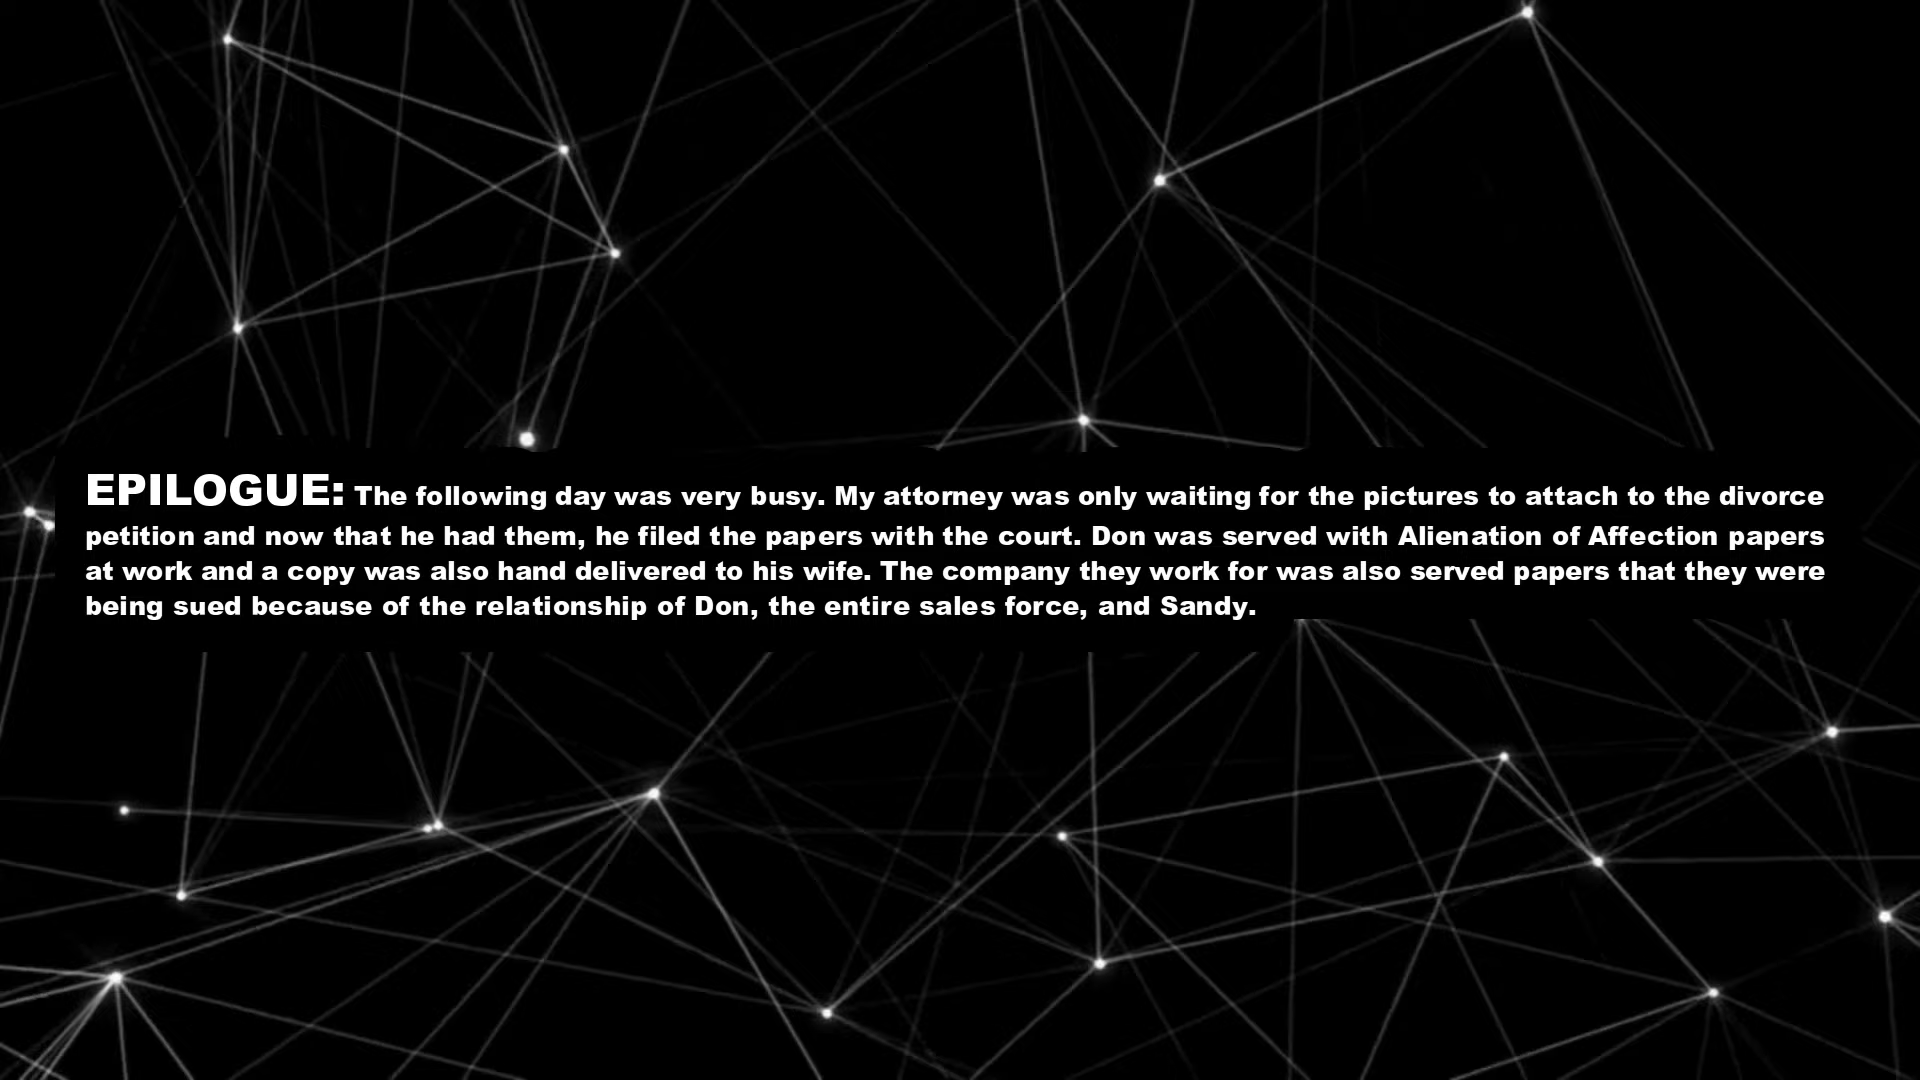 EPILOGUE: The following day was very busy. My attorney was only waiting for the pictures to attach to the divorce
petition and now that he had them, he filed the papers with the court. Don was served with Alienation of Affection papers
at work and a copy was also hand delivered to his wife. The company they work for was also served papers that they were
being sued because of the relationship of Don, the entire sales force, and Sandy.